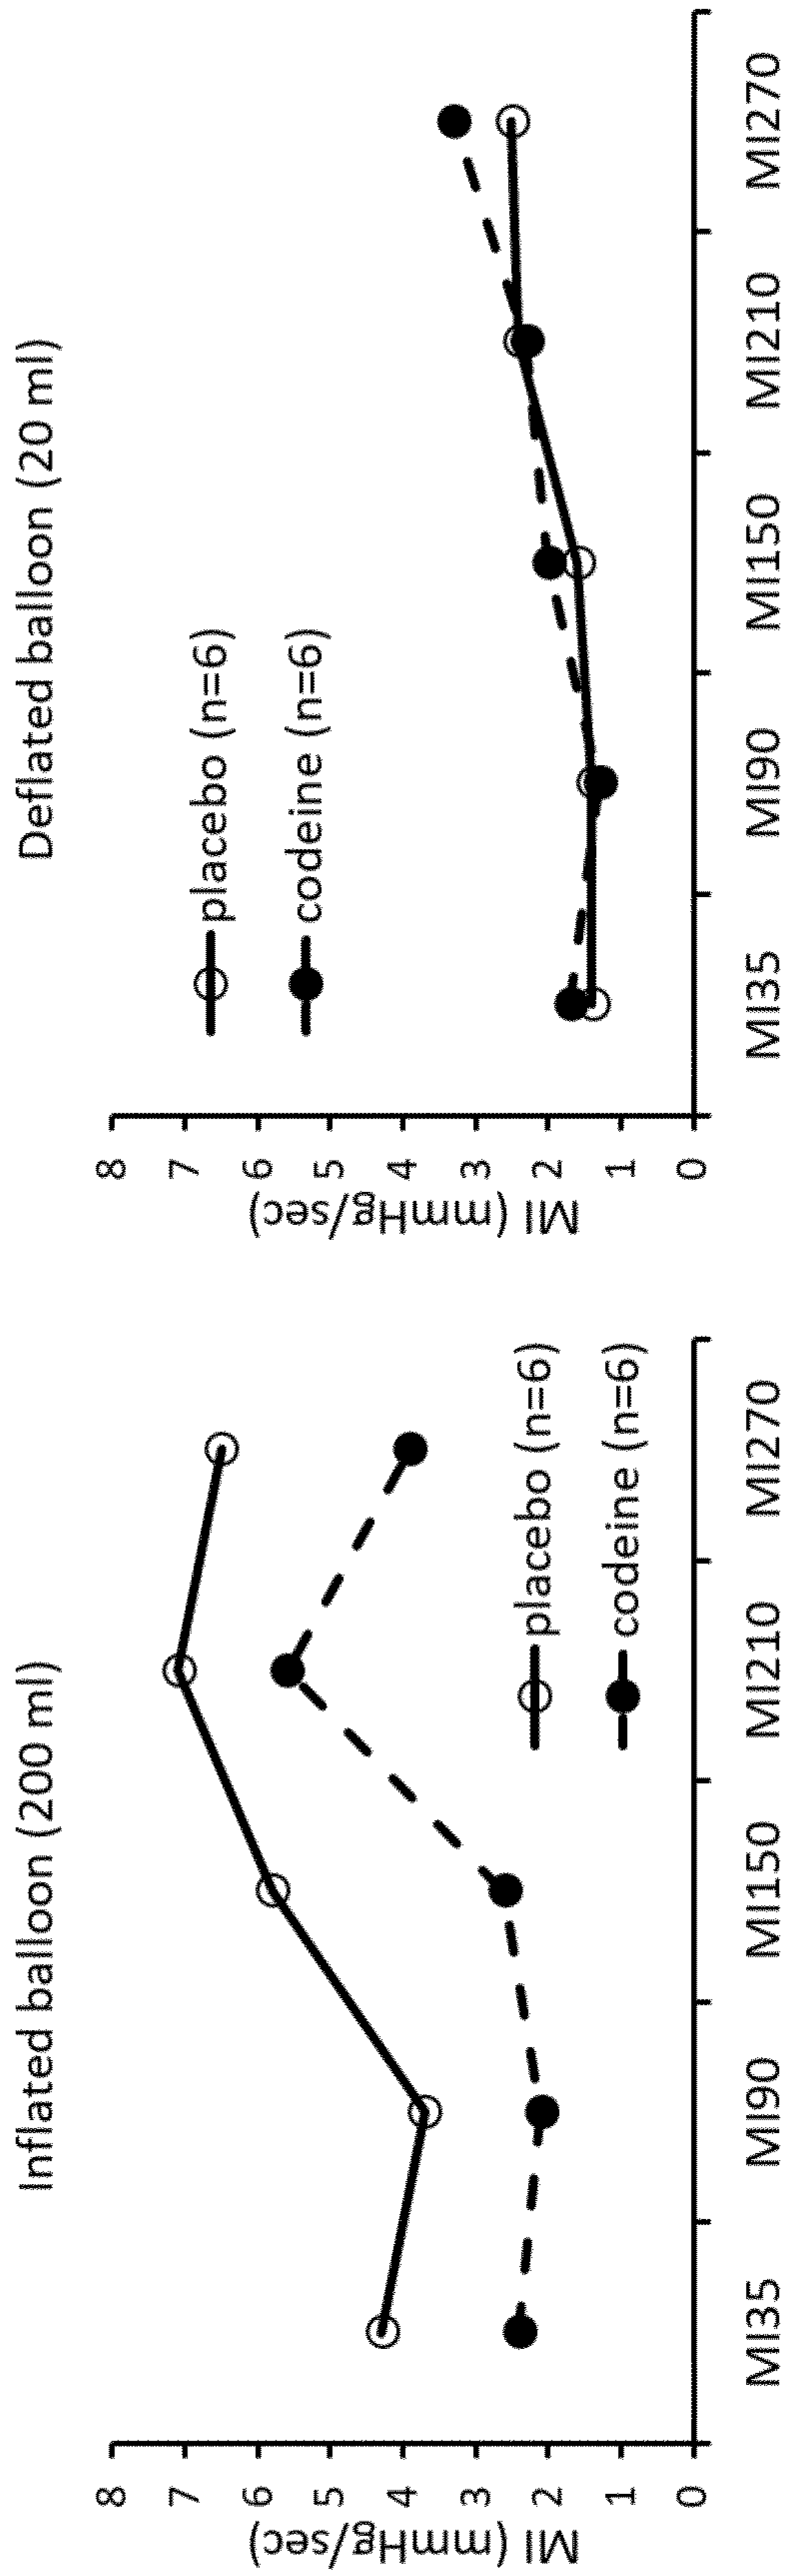 Inflated balloon (200 ml)
MI (mmHg/sec)
8
7
6
5
4
3
2
1
0
placebo (n=6)
codeine (n=6)
MI35 MI90 MI150 MI210 MI270
Deflated balloon (20 ml)
MI (mmHg/sec)
8
7
6
5
4
3
2
1
0
placebo (n=6)
codeine (n=6)
MI35 MI90 MI150 MI210 MI270